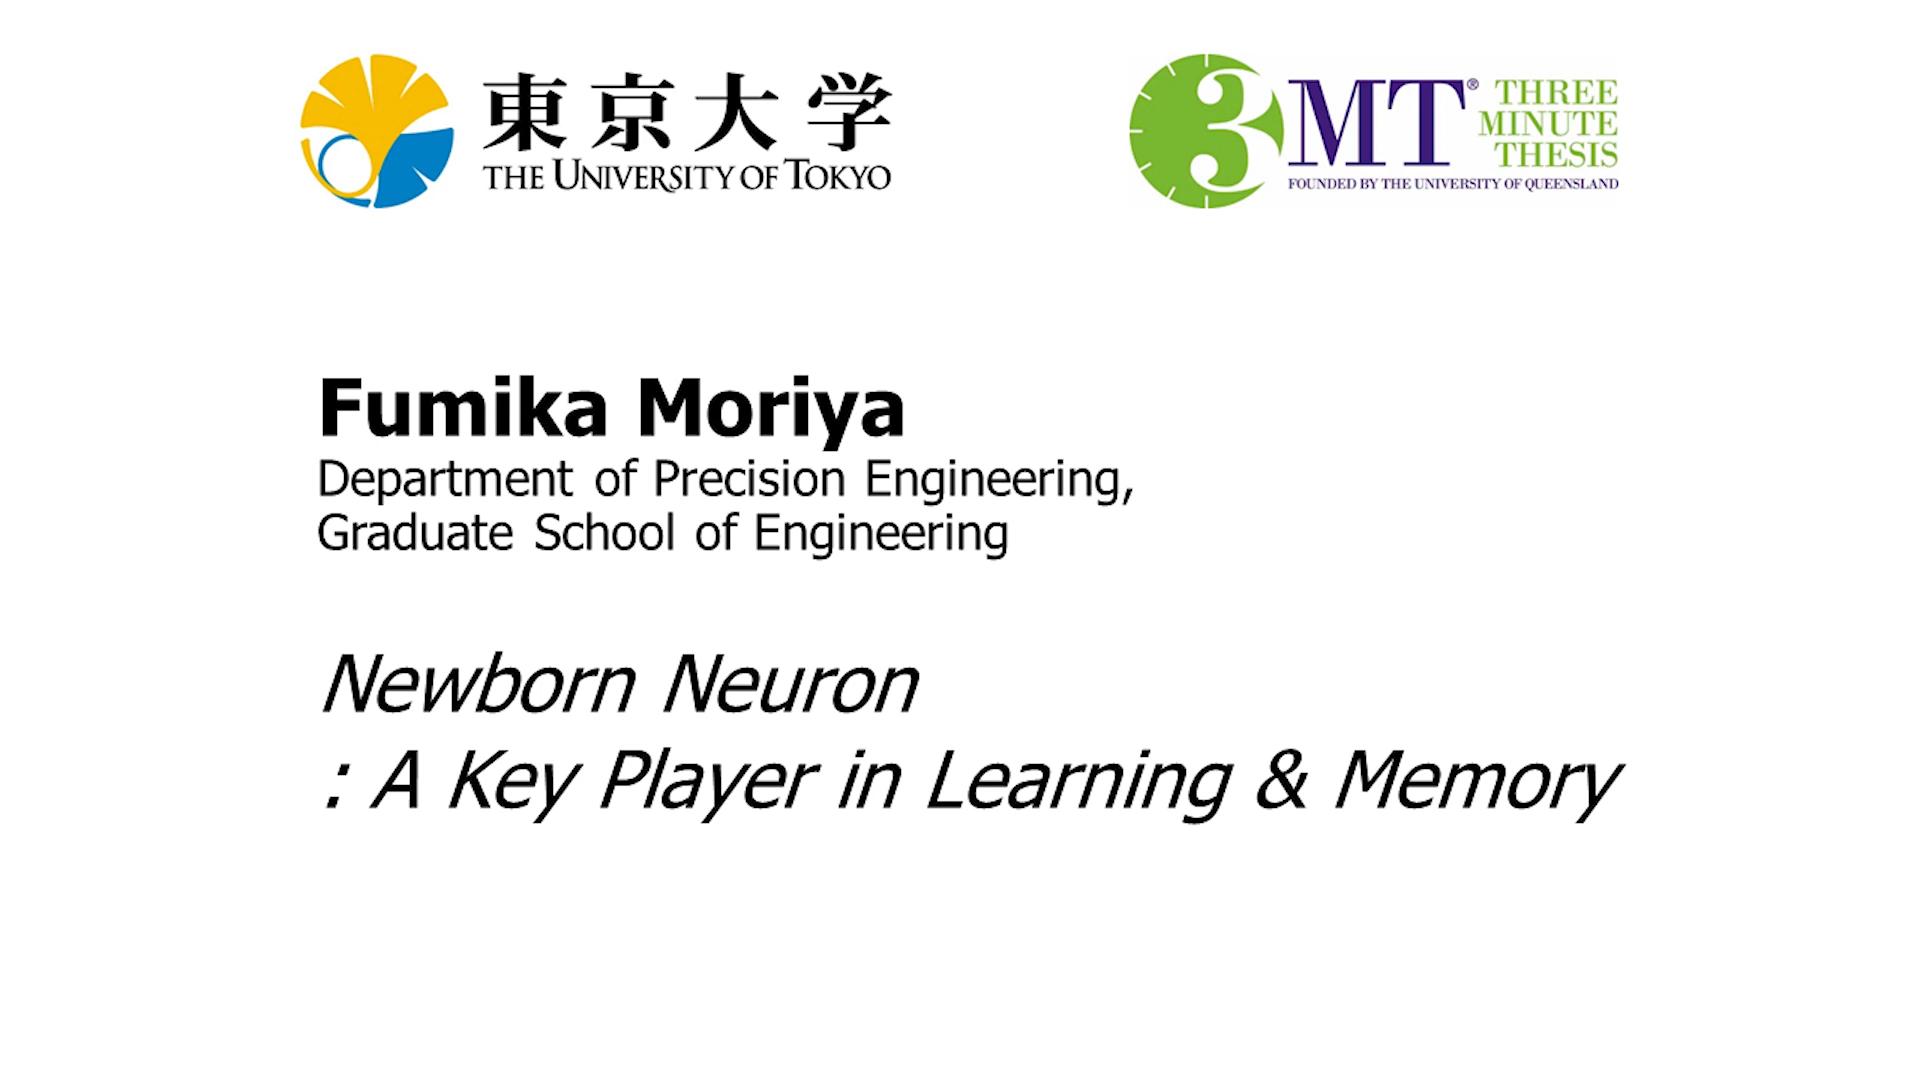 東京大学
THE UNIVERSITY OF TOKYO
3MT® THREE MINUTE THESIS
FOUNDED BY THE UNIVERSITY OF QUEENSLAND
Fumika Moriya
Department of Precision Engineering,
Graduate School of Engineering
Newborn Neuron
: A Key Player in Learning & Memory